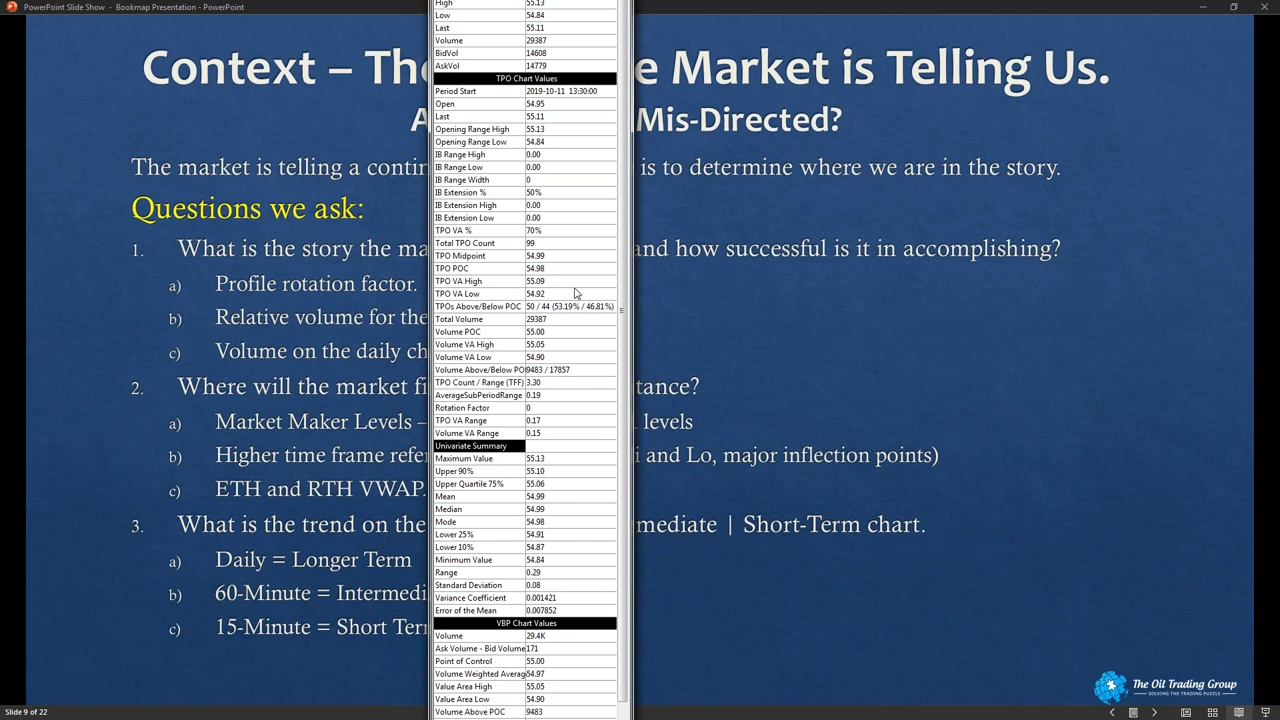 PowerPoint Slide Show - Bookmap Presentation - PowerPoint
Context – The
e Market is Telling Us.
A
Mis-Directed?
The market is telling a contin
is to determine where we are in the story.
Questions we ask:
1. What is the story the ma
and how successful is it in accomplishing?
a) Profile rotation factor.
b) Relative volume for the
c) Volume on the daily ch
2. Where will the market fi
tance?
a) Market Maker Levels –
levels
b) Higher time frame refer
i and Lo, major inflection points)
c) ETH and RTH VWAP.
3. What is the trend on the
mediate | Short-Term chart.
a) Daily = Longer Term
b) 60-Minute = Intermedi
c) 15-Minute = Short Ter
High 55.13
Low 54.84
Last 55.11
Volume 29387
BidVol 14608
AskVol 14779
TPO Chart Values
Period Start 2019-10-11 13:30:00
Open 54.95
Last 55.11
Opening Range High 55.13
Opening Range Low 54.84
IB Range High 0.00
IB Range Low 0.00
IB Range Width 0
IB Extension % 50%
IB Extension High 0.00
IB Extension Low 0.00
TPO VA % 70%
Total TPO Count 99
TPO Midpoint 54.99
TPO POC 54.98
TPO VA High 55.09
TPO VA Low 54.92
TPOs Above/Below POC 50 / 44 (53.19% / 46.81%)
Total Volume 29387
Volume POC 55.00
Volume VA High 55.05
Volume VA Low 54.90
Volume Above/Below PO 9483 / 17857
TPO Count / Range (TFF) 3.30
AverageSubPeriodRange 0.19
Rotation Factor 0
TPO VA Range 0.17
Volume VA Range 0.15
Univariate Summary
Maximum Value 55.13
Upper 90% 55.10
Upper Quartile 75% 55.06
Mean 54.99
Median 54.99
Mode 54.98
Lower 25% 54.91
Lower 10% 54.87
Minimum Value 54.84
Range 0.29
Standard Deviation 0.08
Variance Coefficient 0.001421
Error of the Mean 0.007852
VBP Chart Values
Volume 29.4K
Ask Volume - Bid Volume 171
Point of Control 55.00
Volume Weighted Averag 54.97
Value Area High 55.05
Value Area Low 54.90
Volume Above POC 9483
The Oil Trading Group
SOLVING THE TRADING PUZZLE
Slide 9 of 22